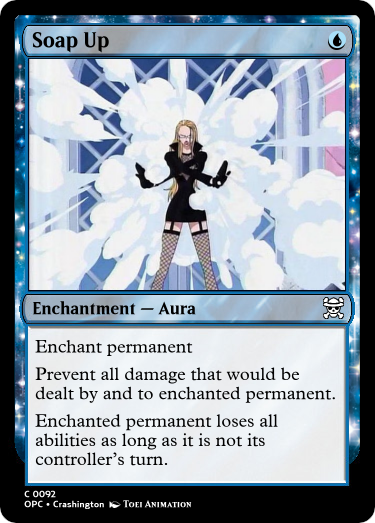 Soap Up
Enchantment — Aura
Enchant permanent
Prevent all damage that would be
dealt by and to enchanted permanent.
Enchanted permanent loses all
abilities as long as it is not its
controller's turn.
C 0092
OPC • Crashington Toei Animation